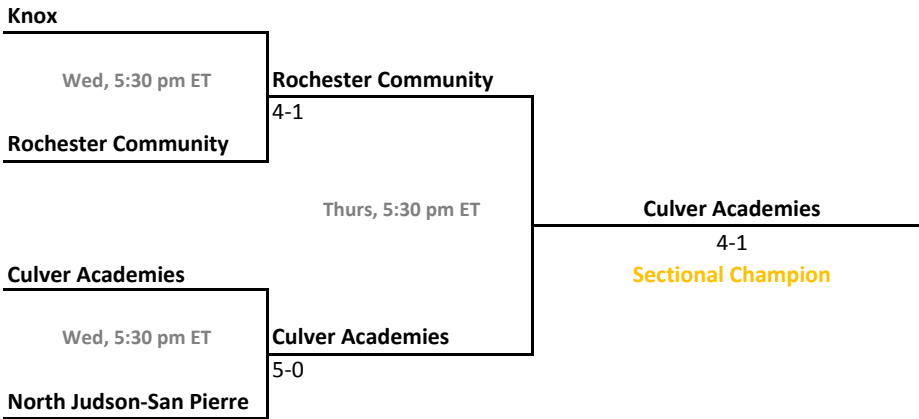 Knox
Wed, 5:30 pm ET
Rochester Community
4-1
Rochester Community
Thurs, 5:30 pm ET
Culver Academies
4-1
Sectional Champion
Culver Academies
Wed, 5:30 pm ET
Culver Academies
5-0
North Judson-San Pierre